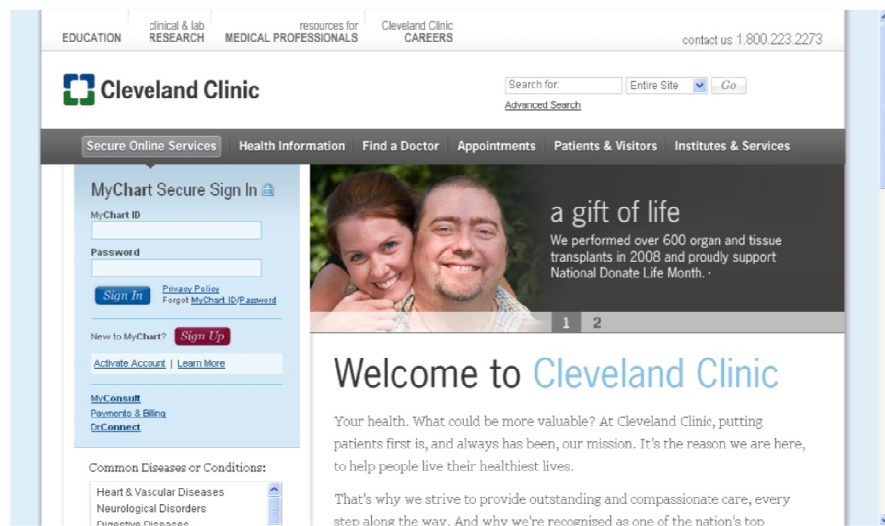 clinical & lab
resources for
Cleveland Clinic
EDUCATION
RESEARCH
MEDICAL PROFESSIONALS
CAREERS
contact us 1.800.223.2273
Cleveland Clinic
Search for:
Entire Site
Go
Advanced Search
Secure Online Services
Health Information
Find a Doctor
Appointments
Patients & Visitors
Institutes & Services
MyChart Secure Sign In
MyChart ID
Password
Sign In
Privacy Policy
Forgot MyChart ID/Password
New to MyChart?
Sign Up
Activate Account | Learn More
MyConsult
Payments & Billing
DrConnect
Common Diseases or Conditions:
Heart & Vascular Diseases
Neurological Disorders
Digestive Diseases
a gift of life
We performed over 600 organ and tissue
transplants in 2008 and proudly support
National Donate Life Month.
1 2
Welcome to Cleveland Clinic
Your health. What could be more valuable? At Cleveland Clinic, putting
patients first is, and always has been, our mission. It's the reason we are here,
to help people live their healthiest lives.
That's why we strive to provide outstanding and compassionate care, every
step along the way. And why we're recognized as one of the nation's top